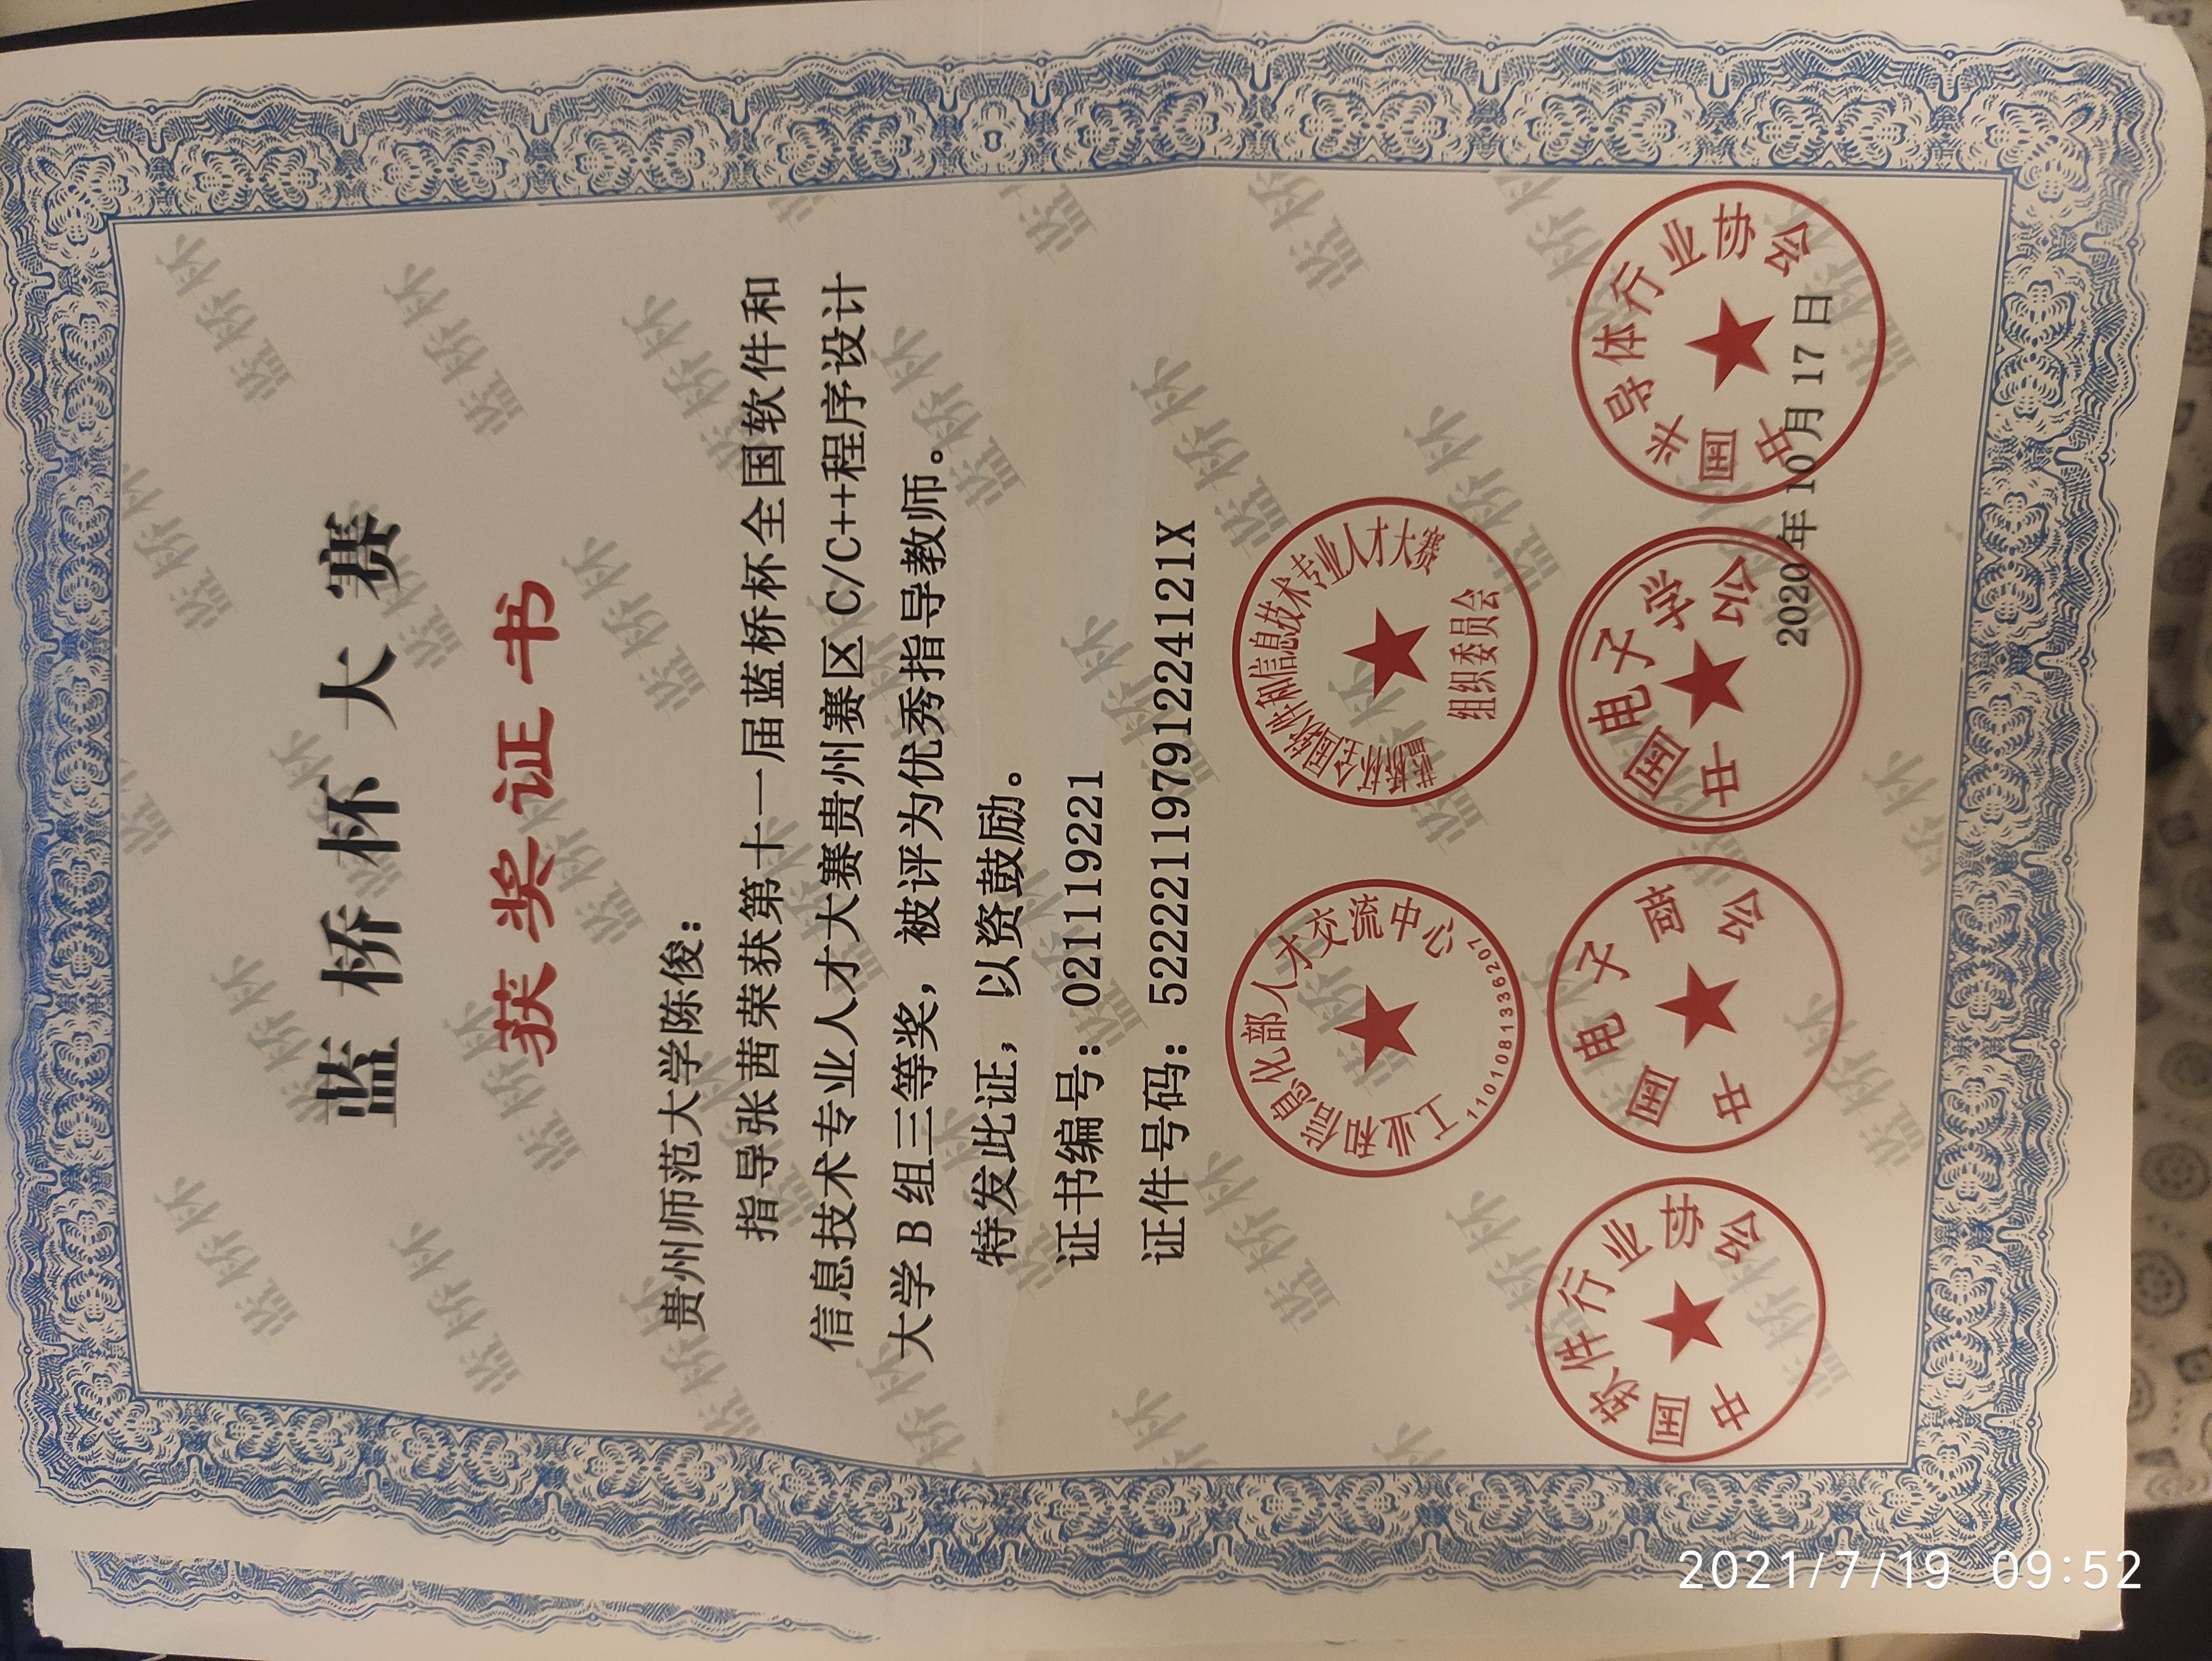 蓝桥杯大赛
获奖证书
贵州师范大学陈俊：
指导张茜荣获第十一届蓝桥杯全国软件和
信息技术专业人才大赛贵州赛区 C/C++程序设计
大学 B 组三等奖，被评为优秀指导教师。
特发此证，以资鼓励。
证书编号：021119221
证件号码：52222119791224121X
工业和信息化部人才交流中心
1101081336207
蓝桥杯全国软件和信息技术专业人才大赛
组织委员会
中国软件行业协会
中国电子商会
中国电子学会
中国半导体行业协会
2020年10月17日
蓝桥杯
2021/7/19 09:52